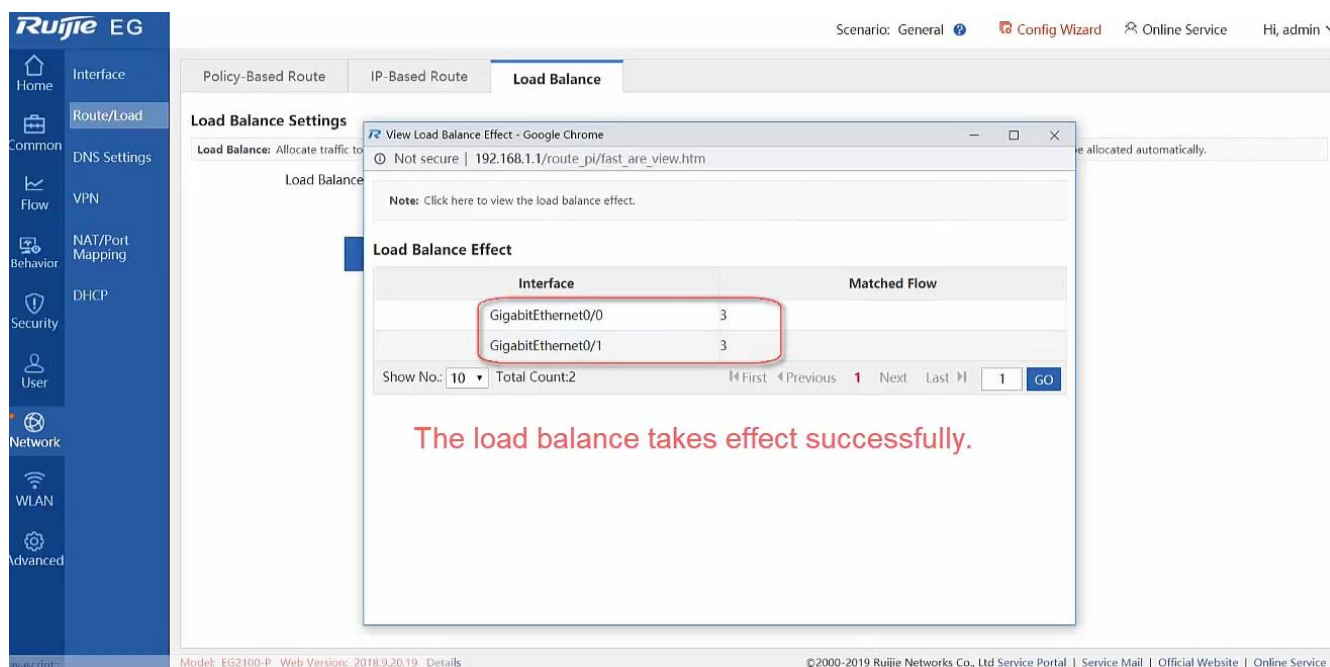 Ruijie EG
Scenario: General
Config Wizard
Online Service
Hi, admin
Home
Common
Flow
Behavior
Security
User
Network
WLAN
Advanced
Interface
Route/Load
DNS Settings
VPN
NAT/Port
Mapping
DHCP
Policy-Based Route
IP-Based Route
Load Balance
Load Balance Settings
Load Balance: Allocate traffic to
allocated automatically.
Load Balance
View Load Balance Effect - Google Chrome
Not secure | 192.168.1.1/route_pi/fast_are_view.htm
Note: Click here to view the load balance effect.
Load Balance Effect
Interface Matched Flow
GigabitEthernet0/0 3
GigabitEthernet0/1 3
Show No.: 10 Total Count:2 First Previous 1 Next Last 1 GO
The load balance takes effect successfully.
Model: EG2100-P Web Version: 2018.9.20.19 Details
©2000-2019 Ruijie Networks Co., Ltd Service Portal | Service Mail | Official Website | Online Service